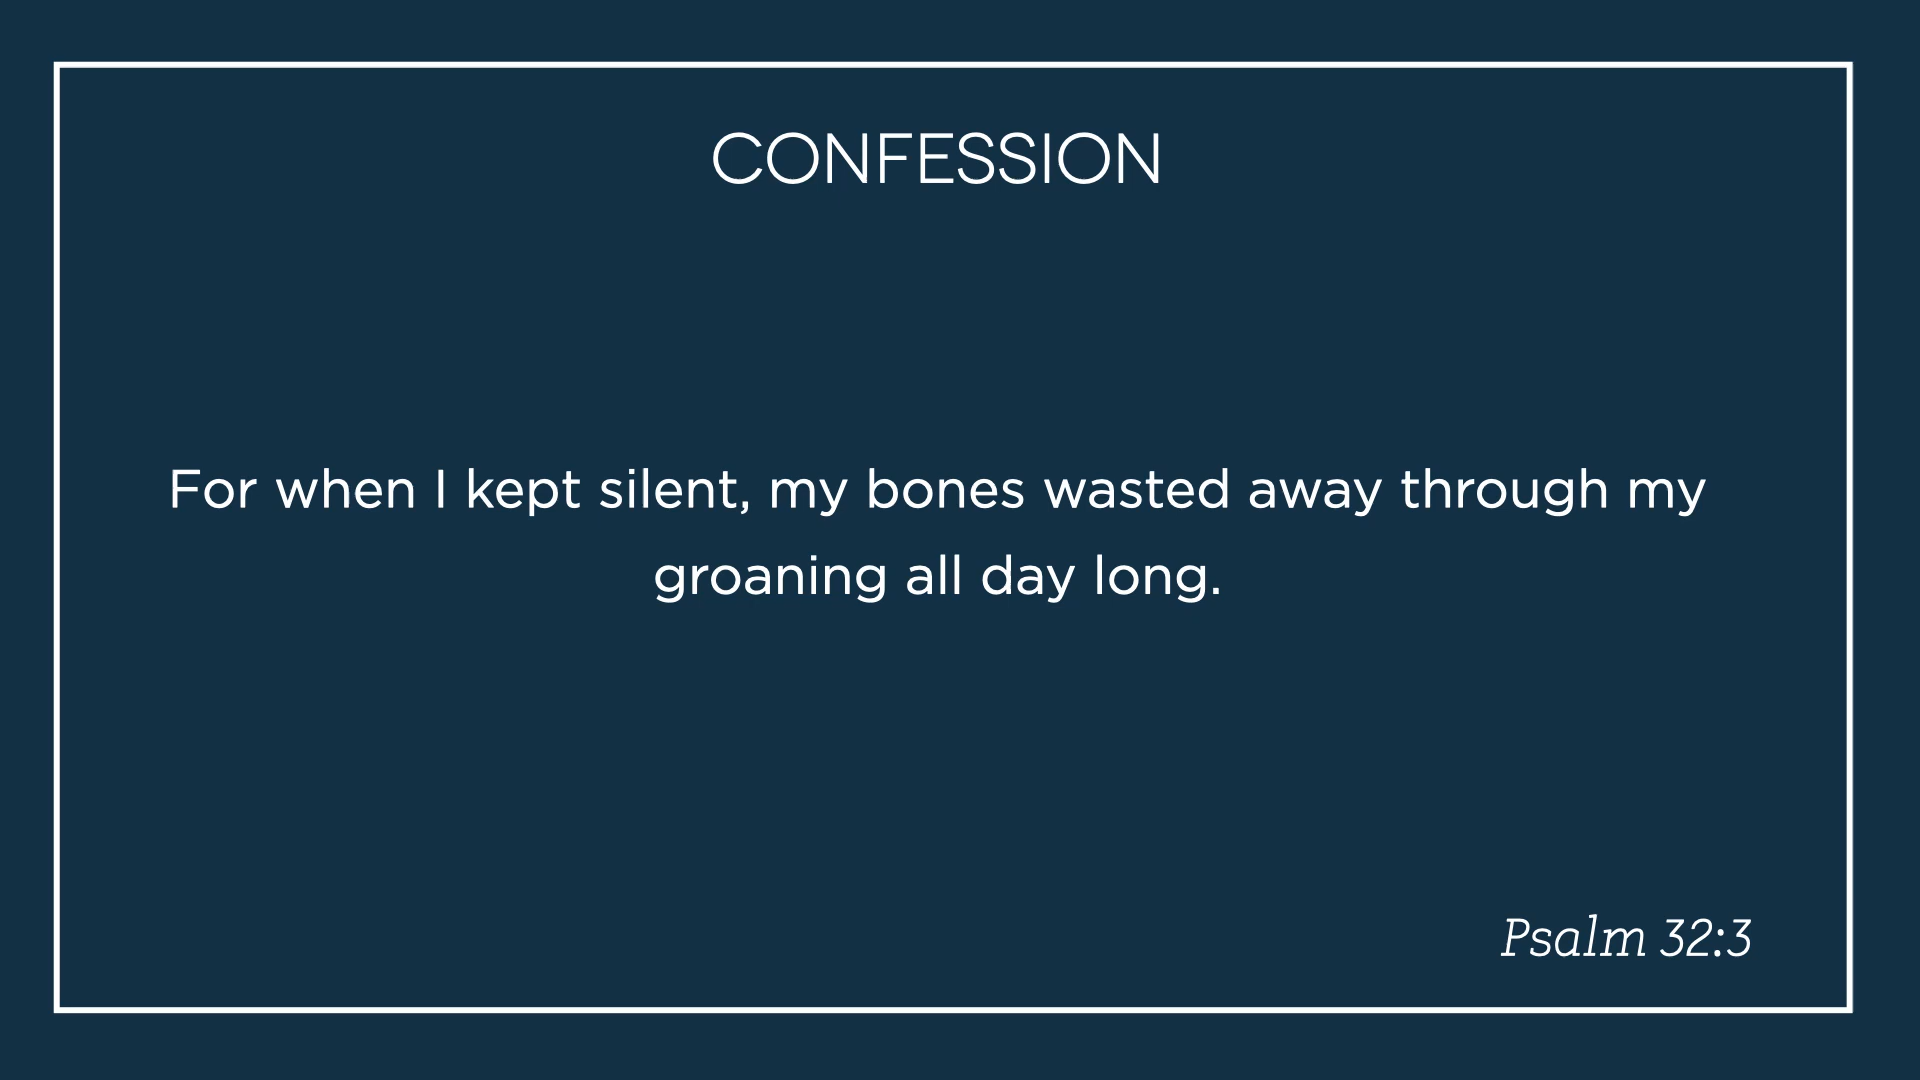 CONFESSION
For when I kept silent, my bones wasted away through my
groaning all day long.
Psalm 32:3